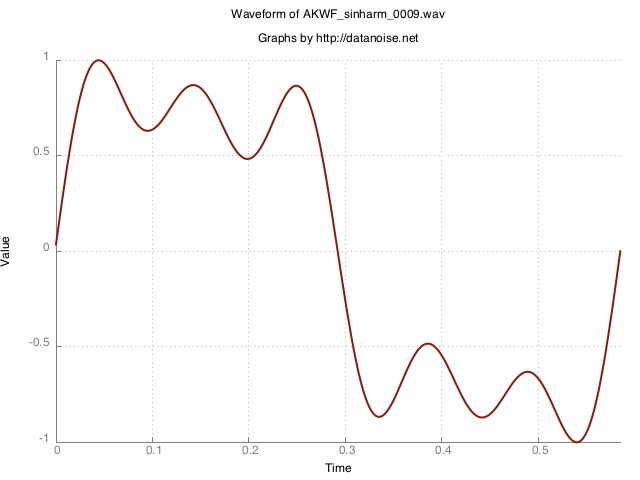 Waveform of AKWF_sinharm_0009.wav
Graphs by http://datanoise.net
1
0.5
0
-0.5
-1
Value
0 0.1 0.2 0.3 0.4 0.5
Time